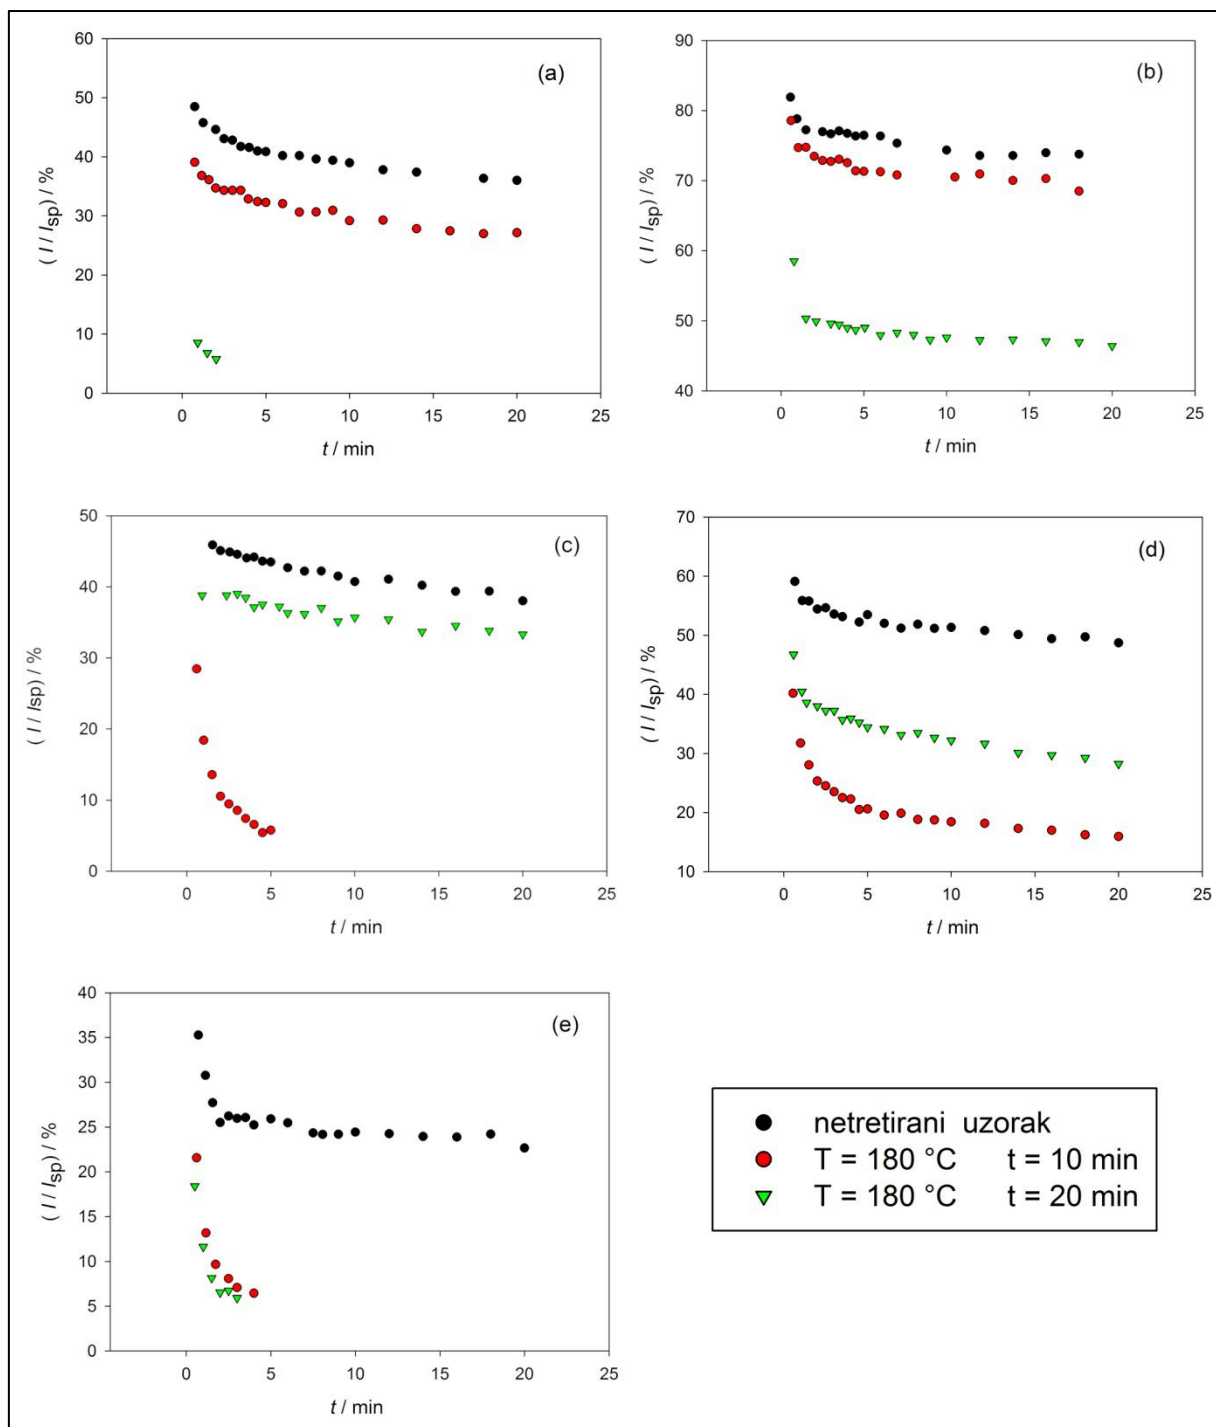 (a)
( I / Isp) / %
60
50
40
30
20
10
0
0 5 10 15 20 25
t / min
(b)
( I / Isp) / %
90
80
70
60
50
40
0 5 10 15 20 25
t / min
(c)
( I / Isp) / %
50
40
30
20
10
0
0 5 10 15 20 25
t / min
(d)
( I / Isp) / %
70
60
50
40
30
20
10
0 5 10 15 20 25
t / min
(e)
( I / Isp) / %
40
35
30
25
20
15
10
5
0
0 5 10 15 20 25
t / min
netretirani uzorak
T = 180 °C t = 10 min
T = 180 °C t = 20 min